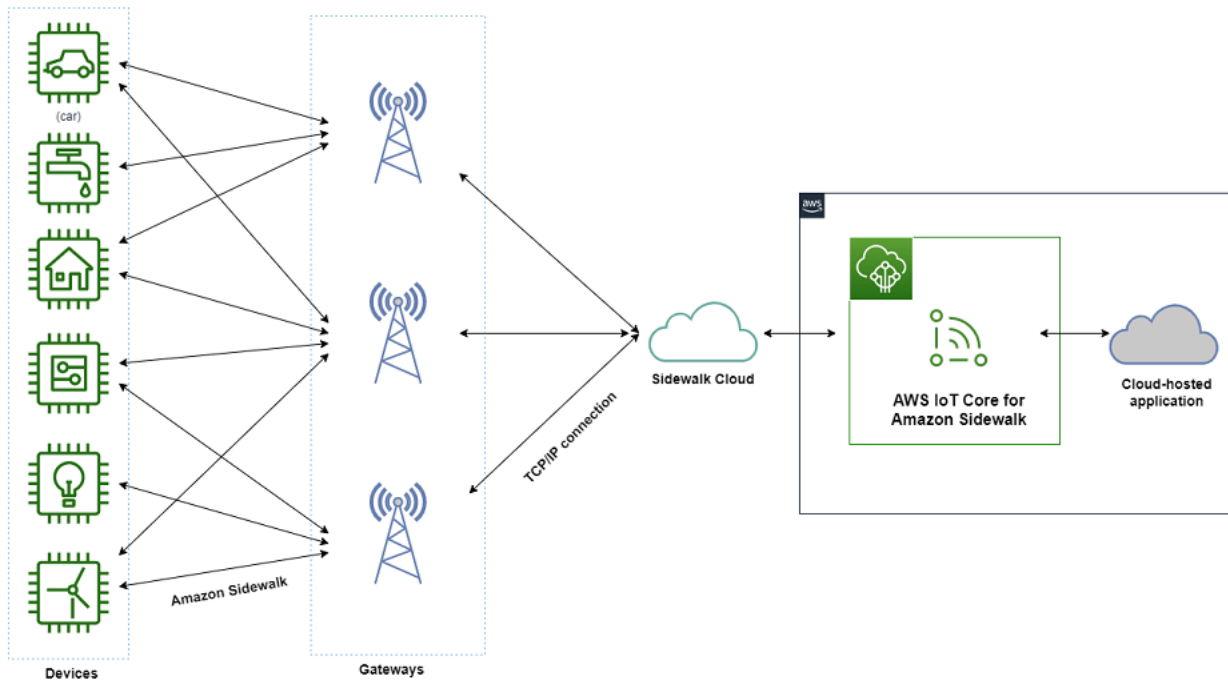 (car)
Devices
Amazon Sidewalk
Gateways
TCP/IP connection
Sidewalk Cloud
aws
AWS IoT Core for
Amazon Sidewalk
Cloud-hosted
application